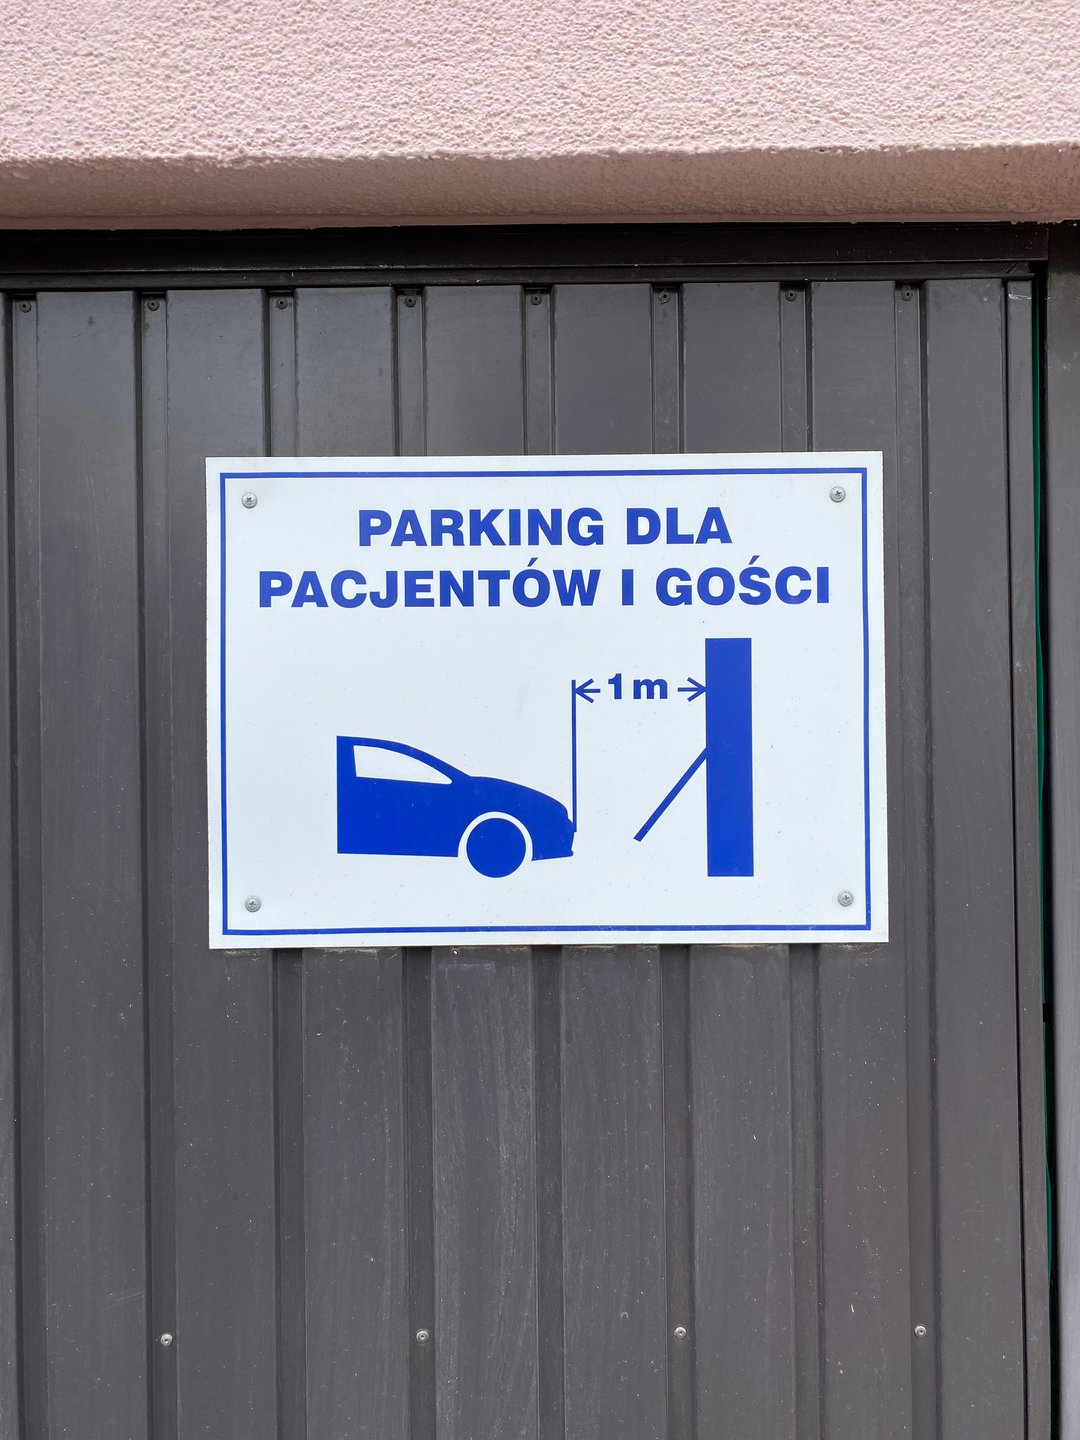 PARKING DLA
PACJENTÓW I GOŚCI
1m